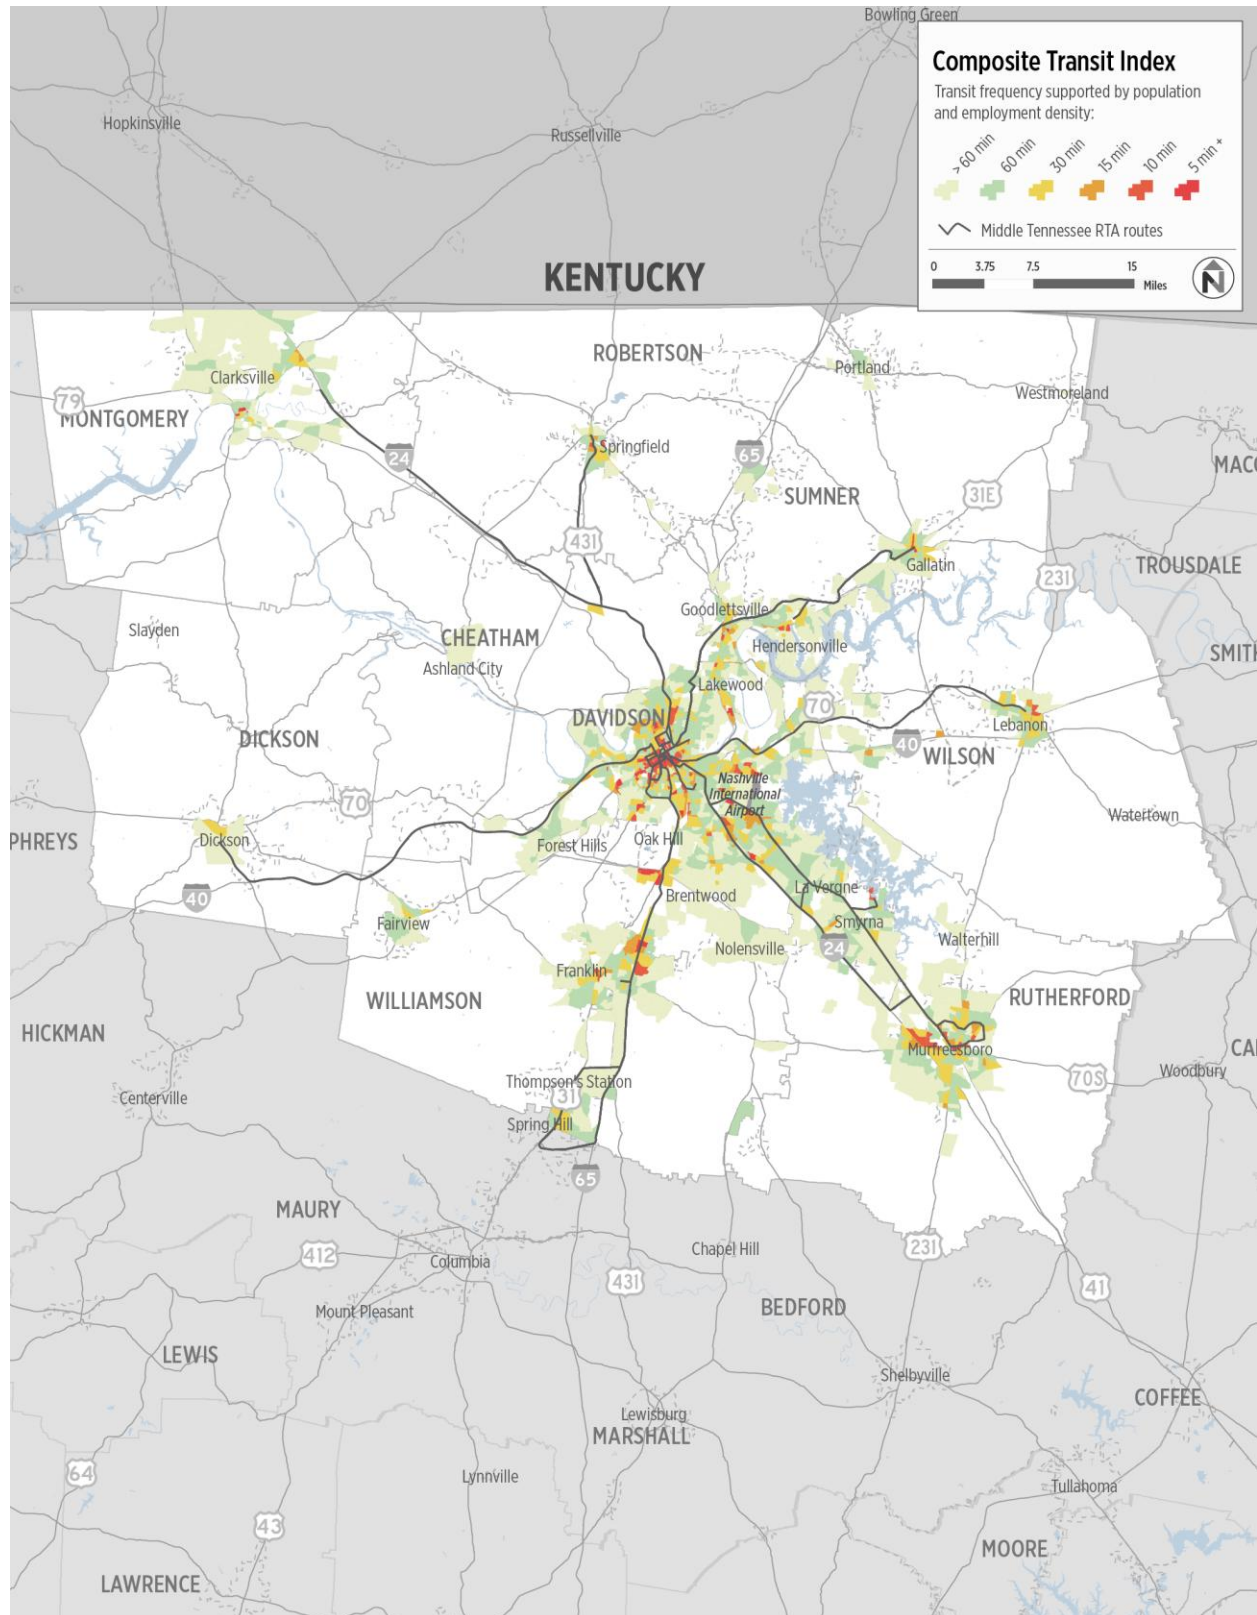 Bowling Green
Composite Transit Index
Transit frequency supported by population
and employment density:
> 60 min
60 min
30 min
15 min
10 min
5 min +
Middle Tennessee RTA routes
0 3.75 7.5 15
Miles
N
Hopkinsville
Russellville
KENTUCKY
ROBERTSON
Portland
Clarksville
Westmoreland
79
MONTGOMERY
24
Springfield
65
MACO
SUMNER
31E
431
Gallatin
TROUSDALE
231
Goodlettsville
Slayden
CHEATHAM
Hendersonville
SMITH
Ashland City
Lakewood
70
DAVIDSON
Lebanon
DICKSON
40
WILSON
Nashville
International
Airport
70
Watertown
PHREYS
Dickson
Forest Hills
Oak Hill
40
Brentwood
La Vergne
Fairview
Smyrna
24
Walterhill
Nolensville
Franklin
WILLIAMSON
RUTHERFORD
HICKMAN
Murfreesboro
CAN
70S
Woodbury
Thompson's Station
31
Centerville
Spring Hill
65
MAURY
412
Columbia
Chapel Hill
231
431
41
Mount Pleasant
BEDFORD
LEWIS
Shelbyville
COFFEE
Lewisburg
MARSHALL
64
Lynnville
Tullahoma
43
MOORE
LAWRENCE